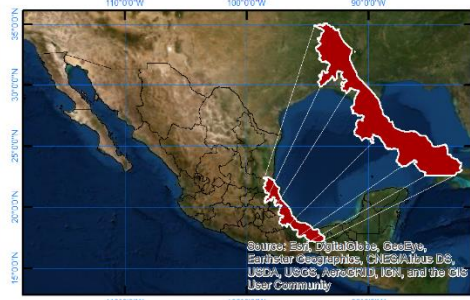 110°0'0"W 100°0'0"W 90°0'0"W
35°0'0"N
30°0'0"N
25°0'0"N
20°0'0"N
15°0'0"N
Source: Esri, DigitalGlobe, GeoEye,
Earthstar Geographics, CNES/Airbus DS,
USDA, USGS, AeroGRID, IGN, and the GIS
User Community